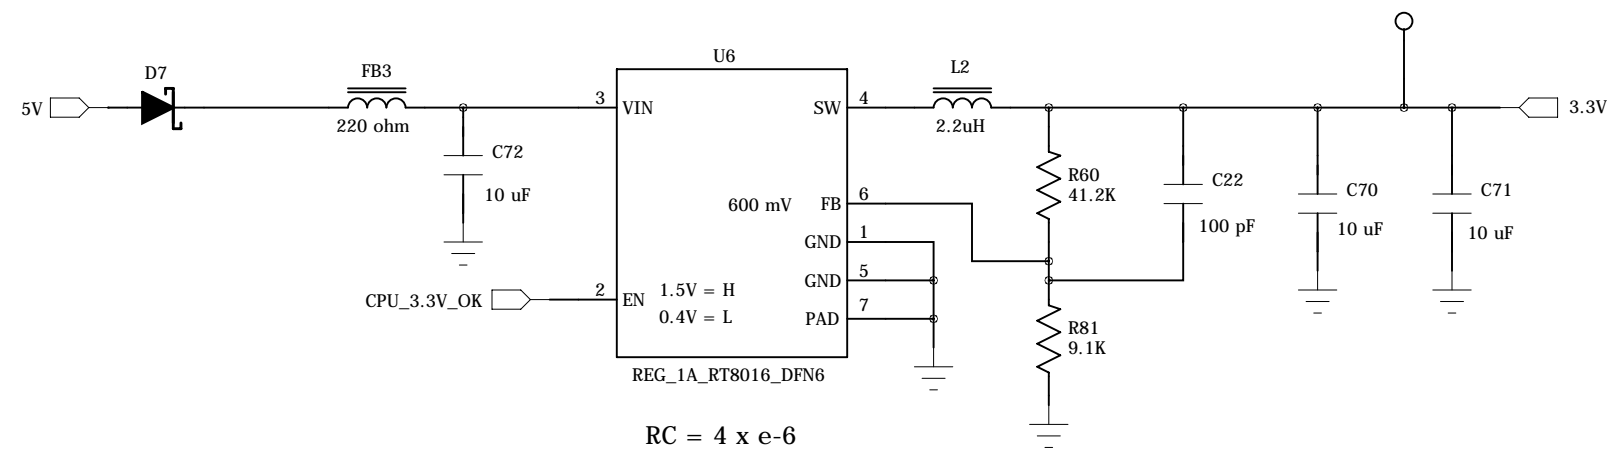 U6
D7
FB3
L2
5V
220 ohm
3
VIN
SW
4
2.2uH
3.3V
C72
10 uF
R60
41.2K
C22
100 pF
C70
10 uF
C71
10 uF
600 mV
FB
6
GND
1
GND
5
PAD
7
CPU_3.3V_OK
2
EN
1.5V = H
0.4V = L
R81
9.1K
REG_1A_RT8016_DFN6
RC = 4 x e-6